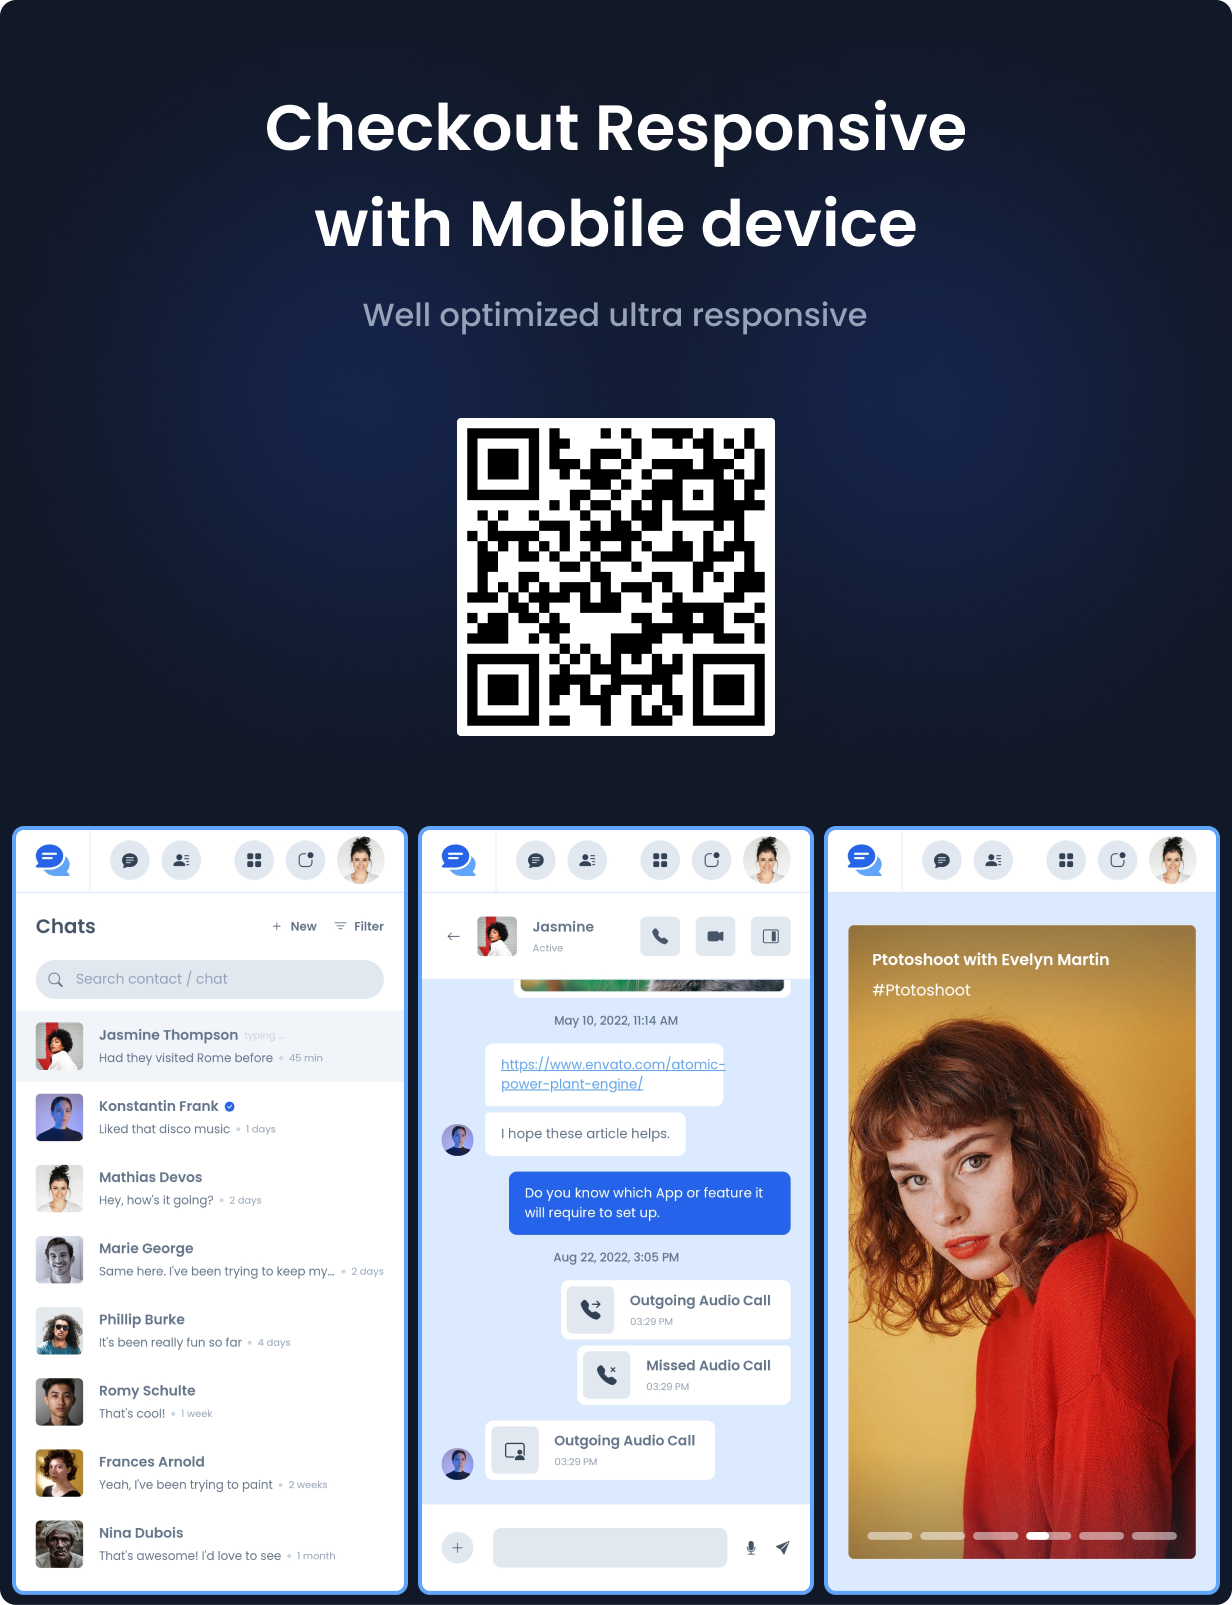 Checkout Responsive
with Mobile device
Well optimized ultra responsive
Chats
+ New
Filter
Search contact / chat
Jasmine Thompson typing ...
Had they visited Rome before • 45 min
Konstantin Frank
Liked that disco music • 1 days
Mathias Devos
Hey, how's it going? • 2 days
Marie George
Same here. I've been trying to keep my... • 2 days
Phillip Burke
It's been really fun so far • 4 days
Romy Schulte
That's cool! • 1 week
Frances Arnold
Yeah, I've been trying to paint • 2 weeks
Nina Dubois
That's awesome! I'd love to see • 1 month
Jasmine
Active
May 10, 2022, 11:14 AM
https://www.envato.com/atomic-
power-plant-engine/
I hope these article helps.
Do you know which App or feature it
will require to set up.
Aug 22, 2022, 3:05 PM
Outgoing Audio Call
03:29 PM
Missed Audio Call
03:29 PM
Outgoing Audio Call
03:29 PM
Ptotoshoot with Evelyn Martin
#Ptotoshoot